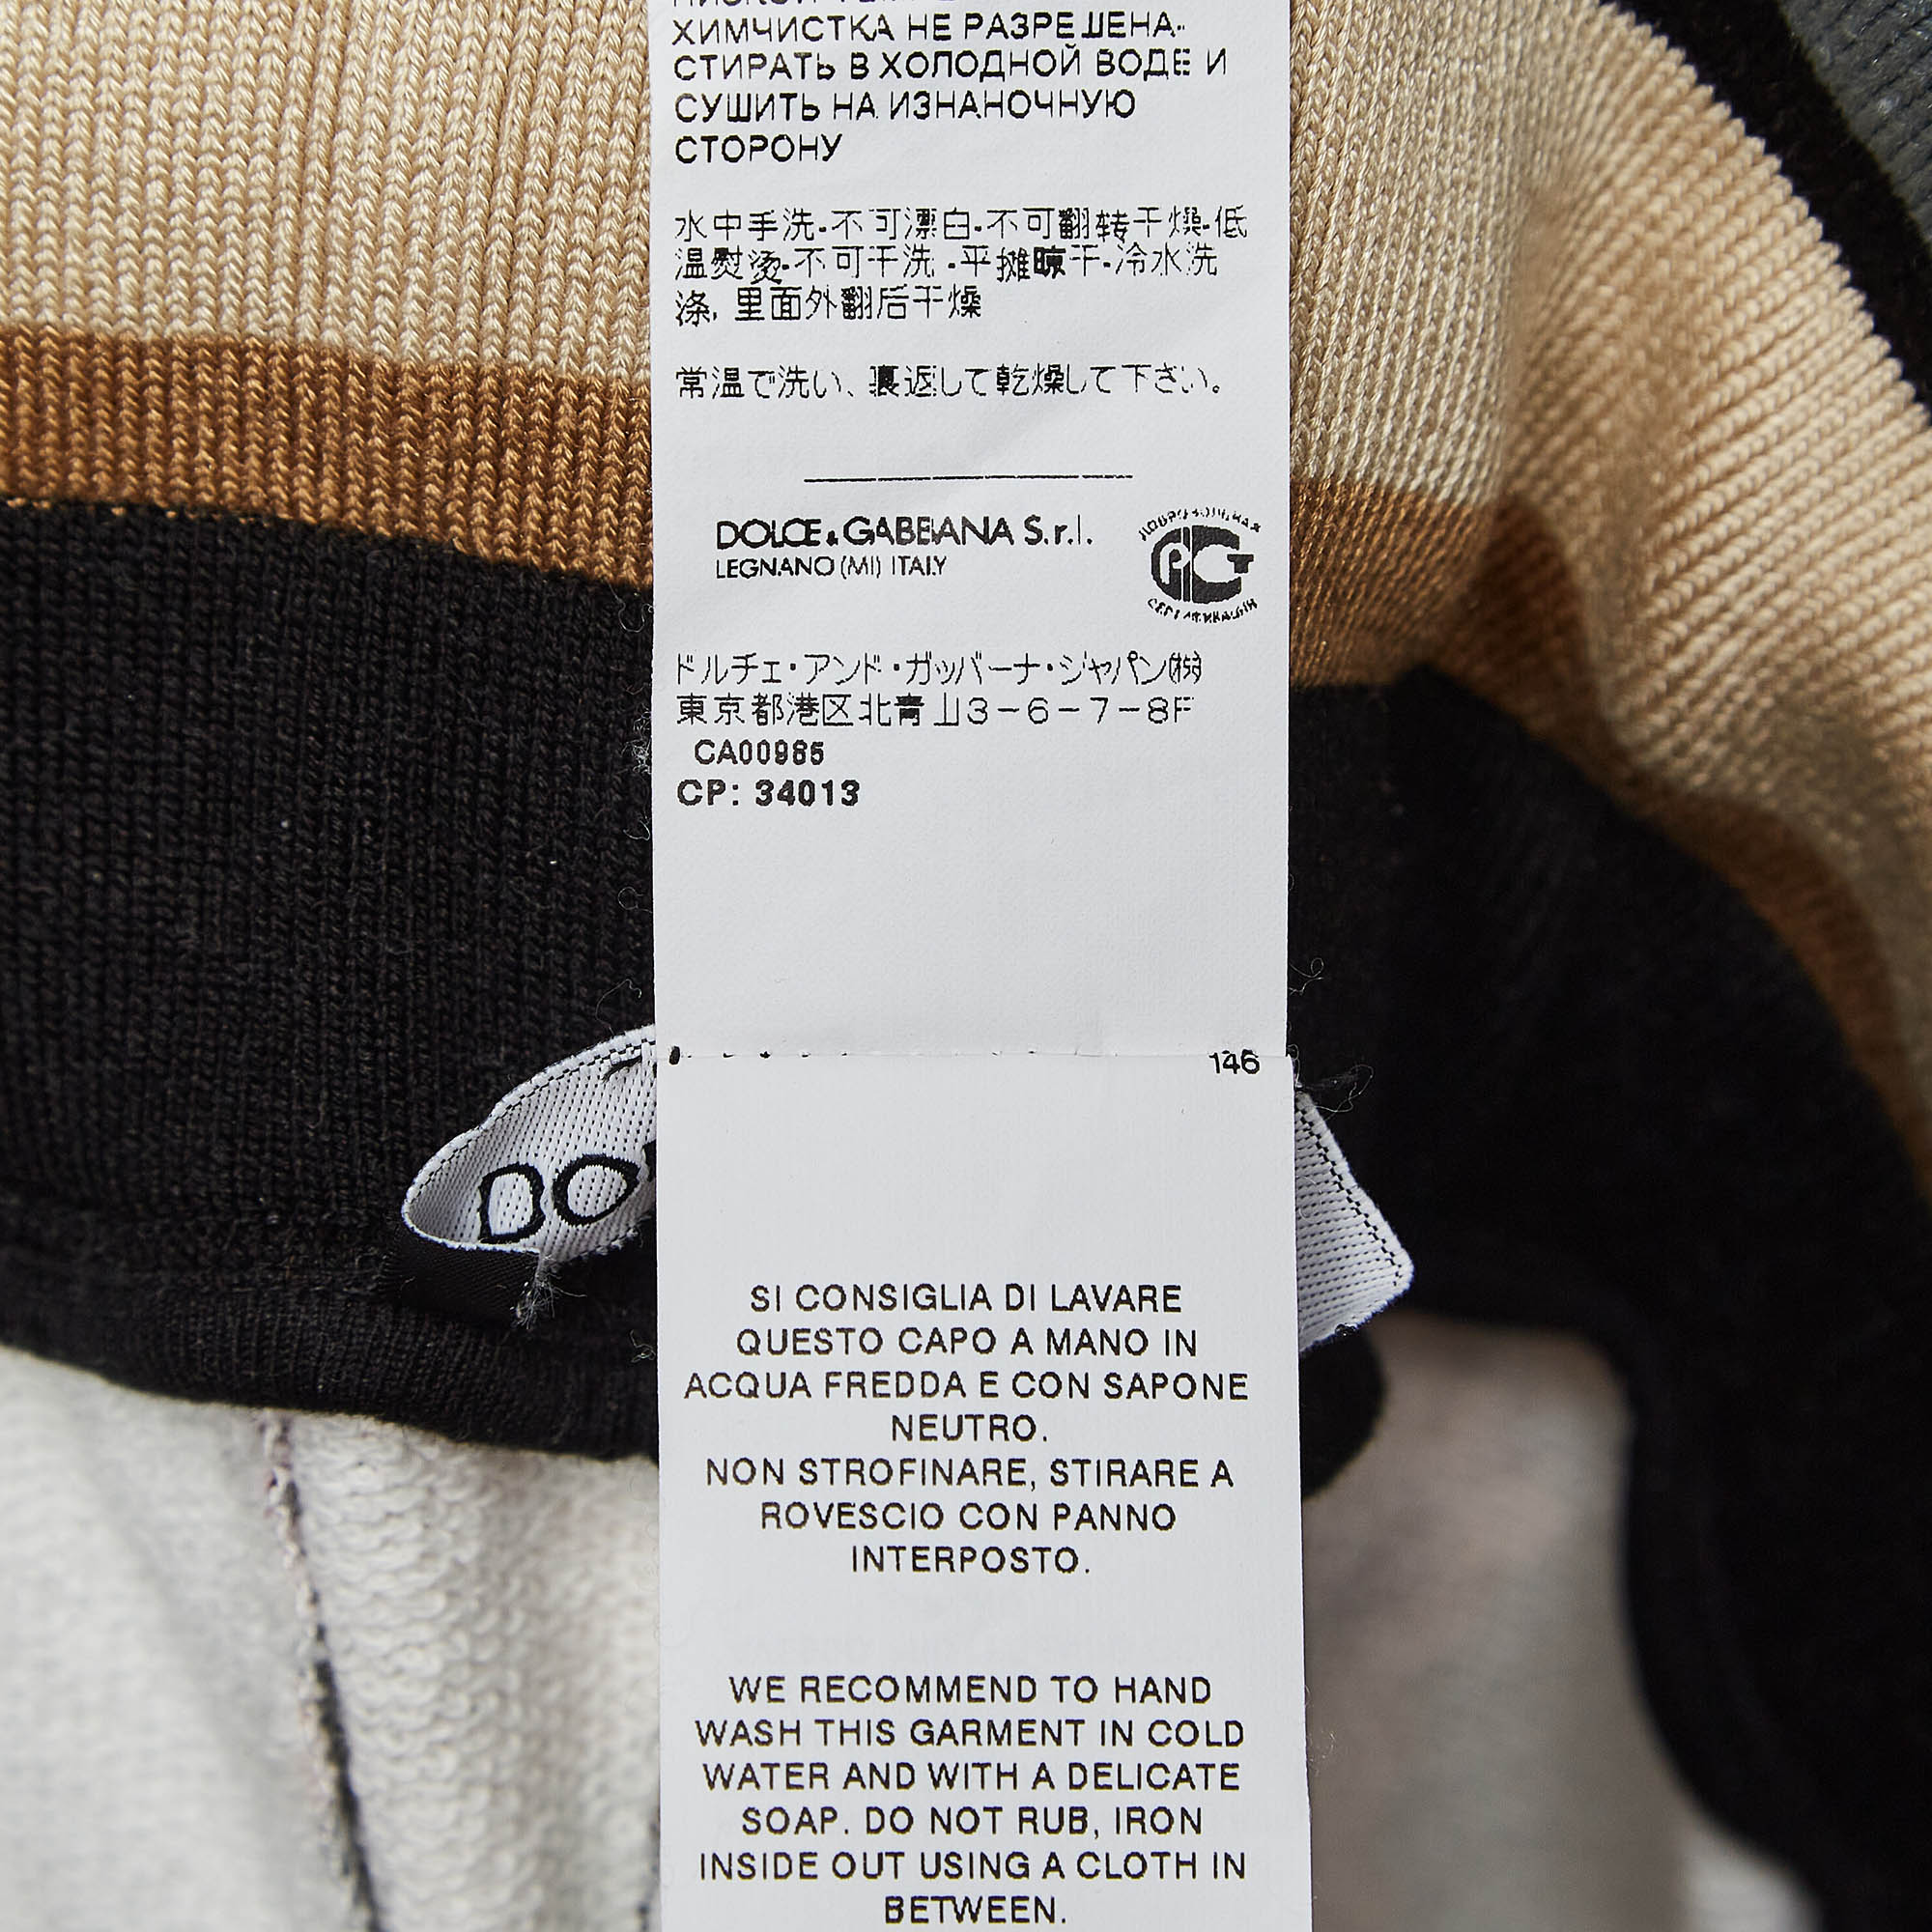 ХИМЧИСТКА НЕ РАЗРЕШЕНА-
СТИРАТЬ В ХОЛОДНОЙ ВОДЕ И
СУШИТЬ НА ИЗНАНОЧНУЮ
СТОРОНУ
水中手洗-不可漂白-不可翻转干燥-低
温熨烫-不可干洗 -平摊晾干-冷水洗
涤, 里面外翻后干燥
常温で洗い、裏返して乾燥して下さい。
DOLCE & GABBANA S.r.l.
LEGNANO (MI) ITALY
ドルチェ・アンド・ガッバーナ・ジャパン㈱
東京都港区北青山3-6-7-8F
CA00985
CP: 34013
146
DO
SI CONSIGLIA DI LAVARE
QUESTO CAPO A MANO IN
ACQUA FREDDA E CON SAPONE
NEUTRO.
NON STROFINARE, STIRARE A
ROVESCIO CON PANNO
INTERPOSTO.
WE RECOMMEND TO HAND
WASH THIS GARMENT IN COLD
WATER AND WITH A DELICATE
SOAP. DO NOT RUB, IRON
INSIDE OUT USING A CLOTH IN
BETWEEN.